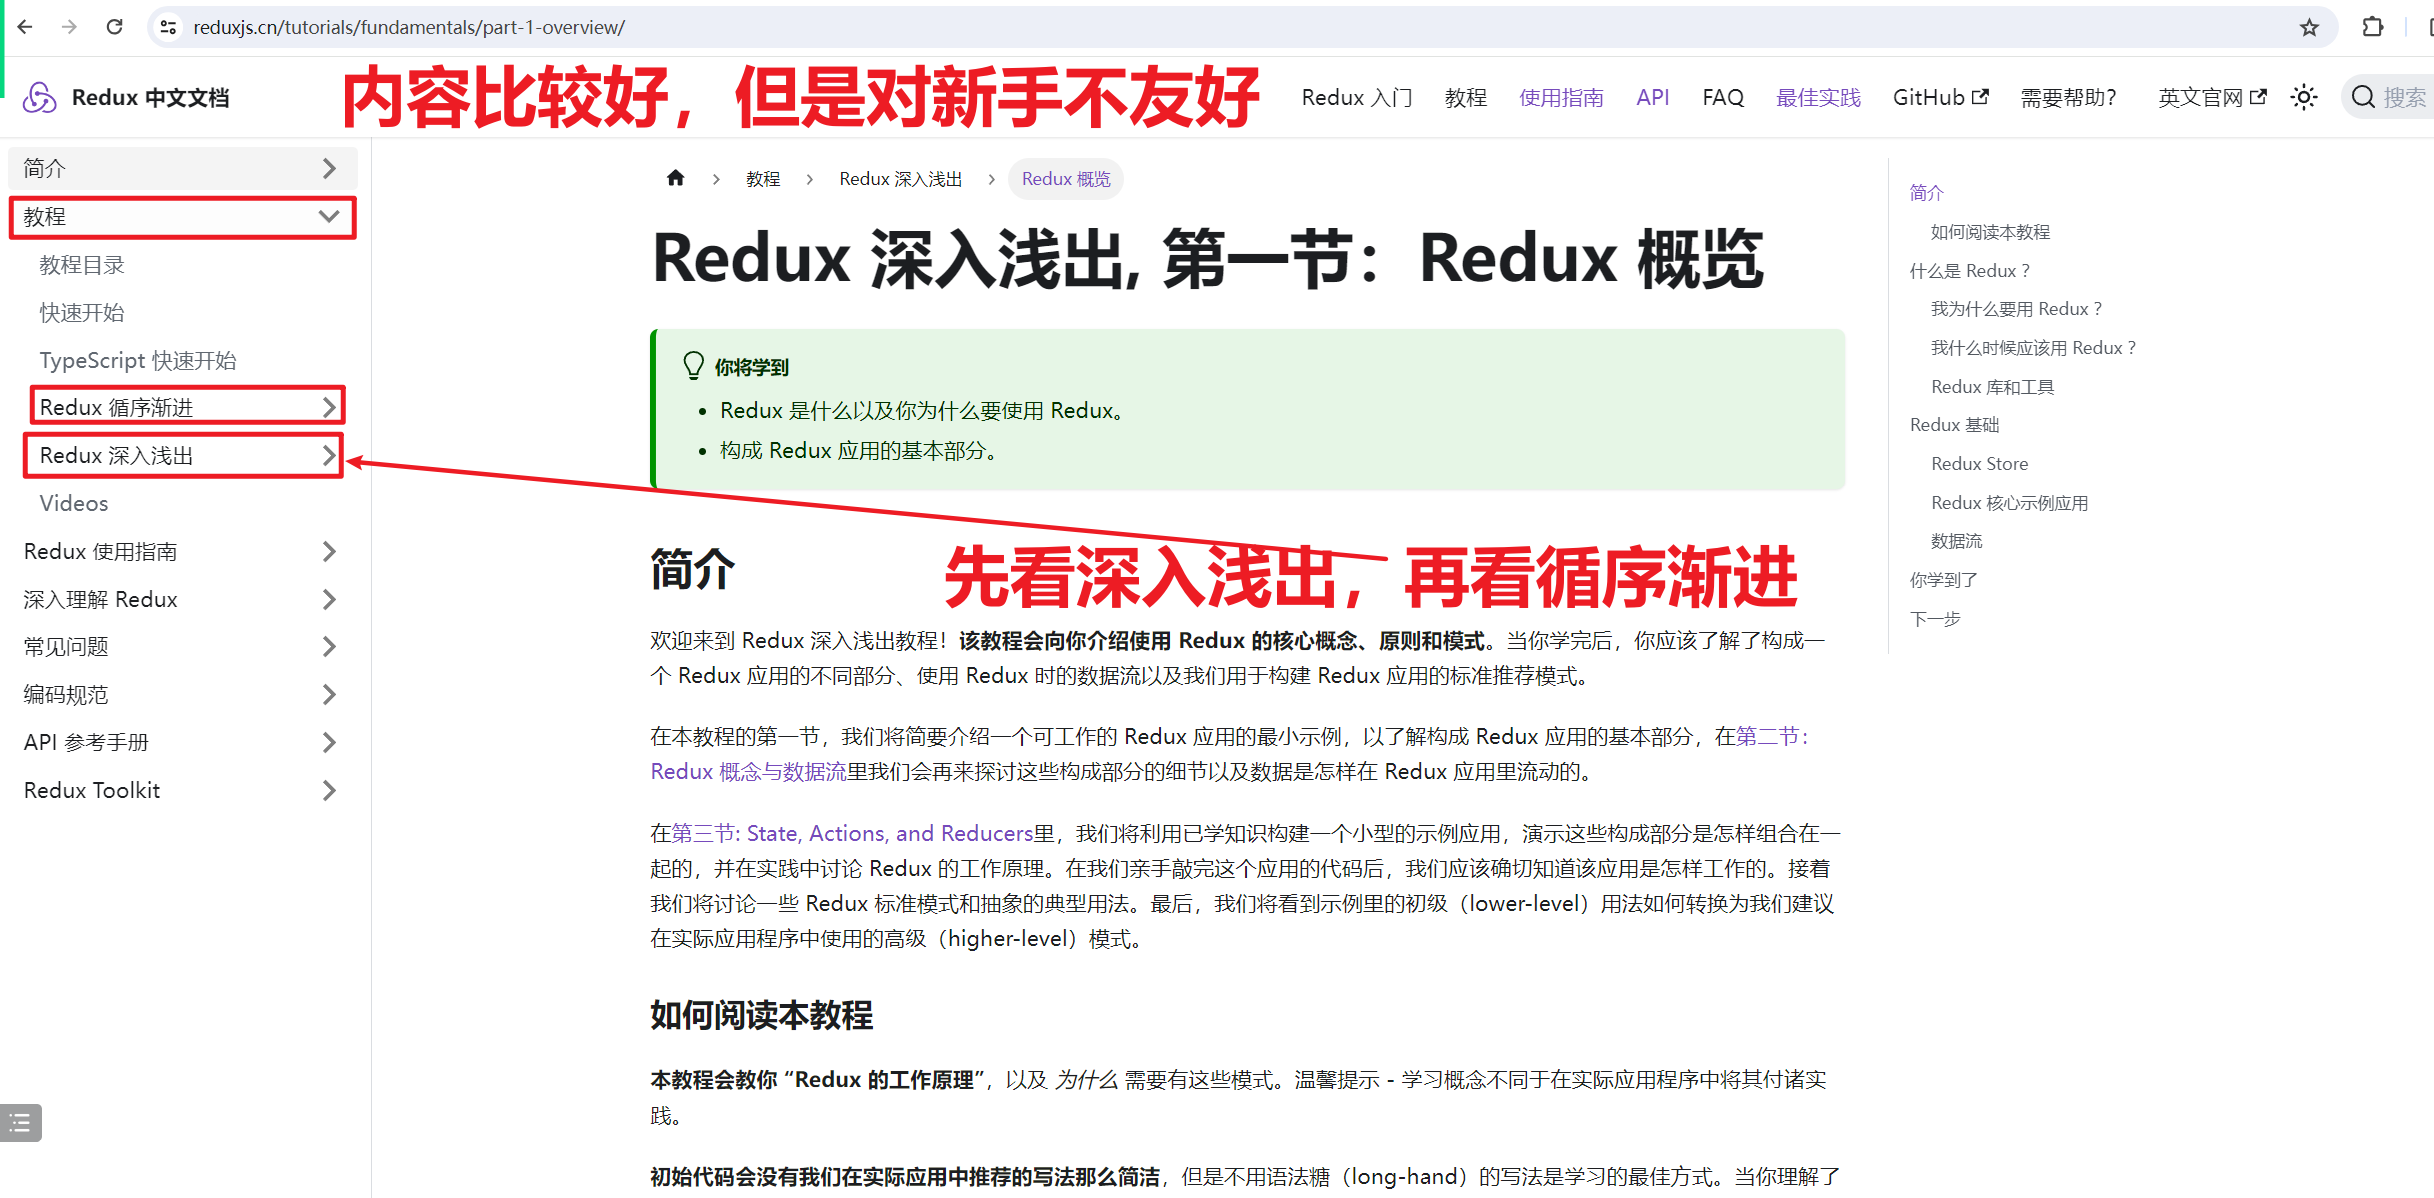 reduxjs.cn/tutorials/fundamentals/part-1-overview/
Redux 中文文档
内容比较好，但是对新手不友好
Redux 入门
教程
使用指南
API
FAQ
最佳实践
GitHub
需要帮助？
英文官网
搜索
简介
教程
教程目录
快速开始
TypeScript 快速开始
Redux 循序渐进
Redux 深入浅出
Videos
Redux 使用指南
深入理解 Redux
常见问题
编码规范
API 参考手册
Redux Toolkit
教程
Redux 深入浅出
Redux 概览
Redux 深入浅出, 第一节：Redux 概览
你将学到
Redux 是什么以及你为什么要使用 Redux。
构成 Redux 应用的基本部分。
简介
先看深入浅出，再看循序渐进
欢迎来到 Redux 深入浅出教程！该教程会向你介绍使用 Redux 的核心概念、原则和模式。当你学完后，你应该了解了构成一
个 Redux 应用的不同部分、使用 Redux 时的数据流以及我们用于构建 Redux 应用的标准推荐模式。
在本教程的第一节，我们将简要介绍一个可工作的 Redux 应用的最小示例，以了解构成 Redux 应用的基本部分，在第二节：
Redux 概念与数据流里我们会再来探讨这些构成部分的细节以及数据是怎样在 Redux 应用里流动的。
在第三节: State, Actions, and Reducers里，我们将利用已学知识构建一个小型的示例应用，演示这些构成部分是怎样组合在一
起的，并在实践中讨论 Redux 的工作原理。在我们亲手敲完这个应用的代码后，我们应该确切知道该应用是怎样工作的。接着
我们将讨论一些 Redux 标准模式和抽象的典型用法。最后，我们将看到示例里的初级（lower-level）用法如何转换为我们建议
在实际应用程序中使用的高级（higher-level）模式。
如何阅读本教程
本教程会教你 “Redux 的工作原理”，以及 为什么 需要有这些模式。温馨提示 - 学习概念不同于在实际应用程序中将其付诸实
践。
初始代码会没有我们在实际应用中推荐的写法那么简洁，但是不用语法糖（long-hand）的写法是学习的最佳方式。当你理解了
简介
如何阅读本教程
什么是 Redux ?
我为什么要用 Redux ?
我什么时候应该用 Redux ?
Redux 库和工具
Redux 基础
Redux Store
Redux 核心示例应用
数据流
你学到了
下一步